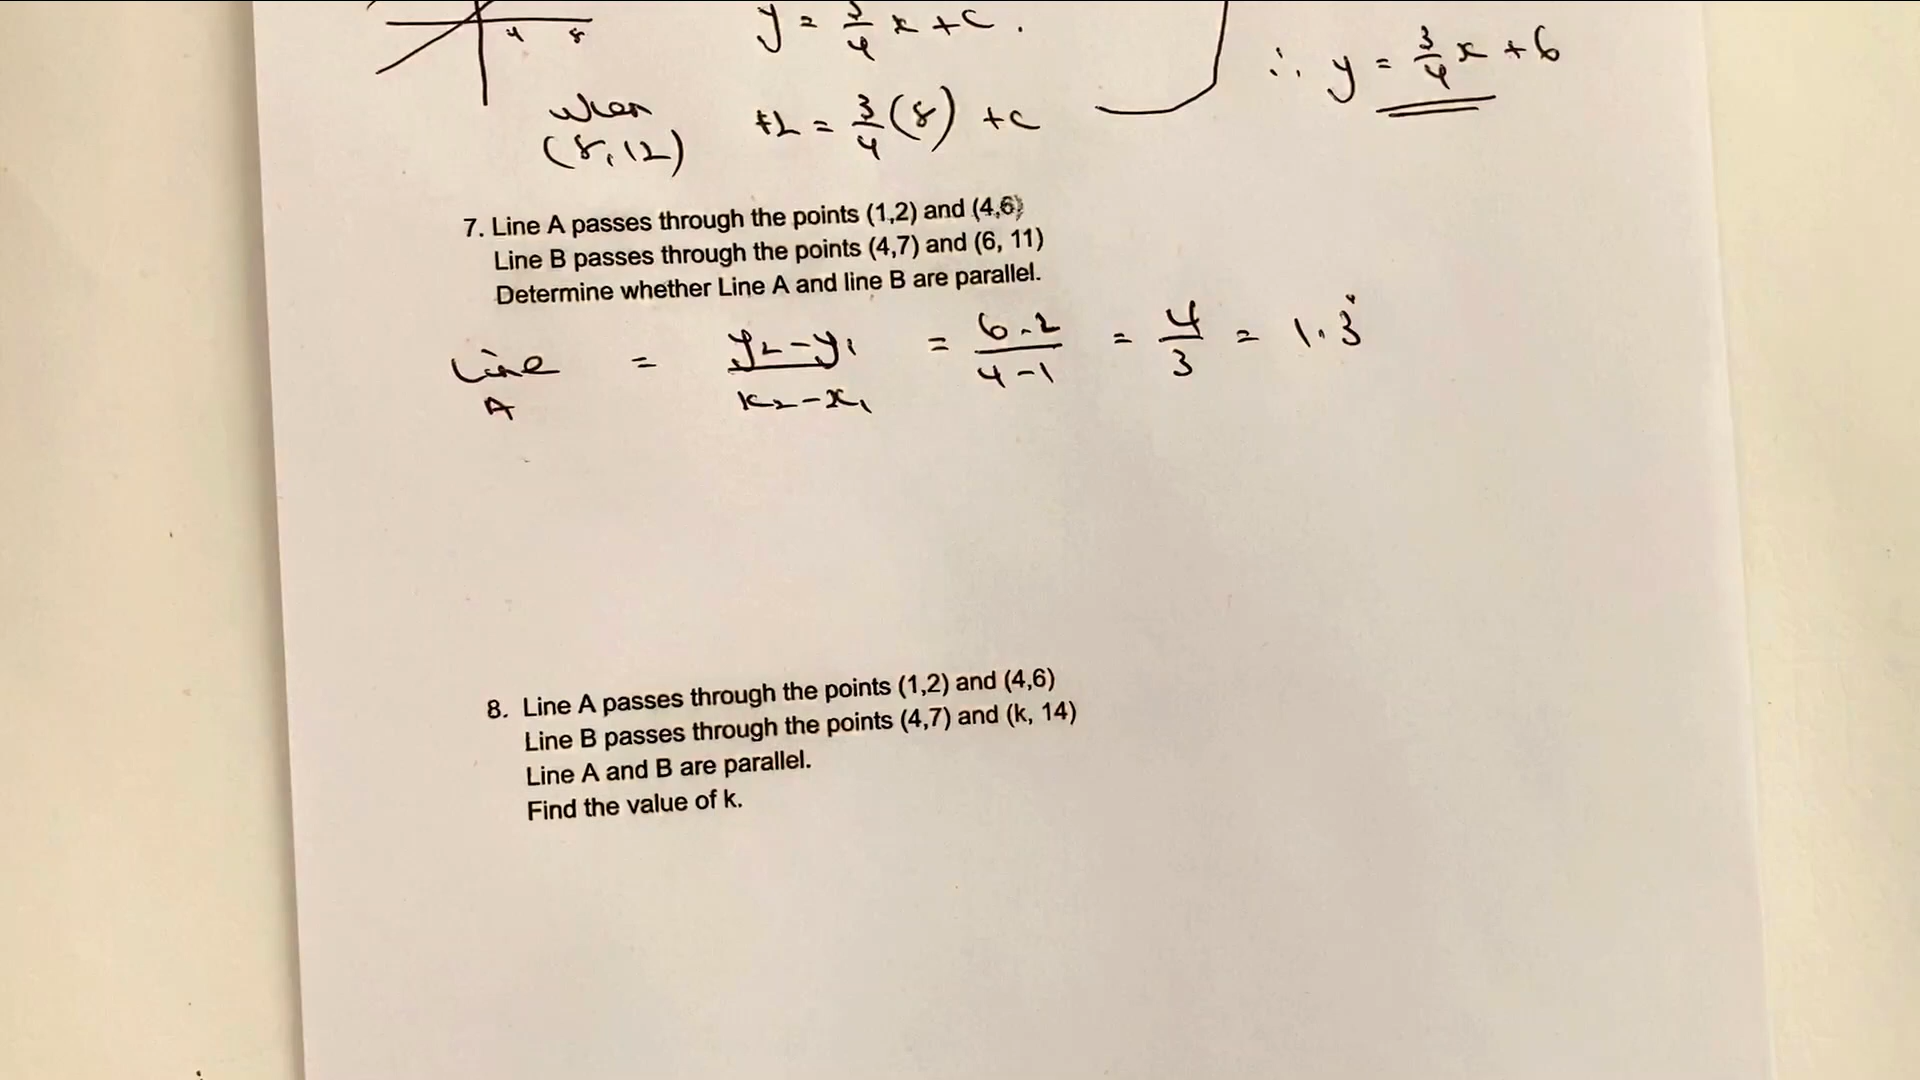 4 8
y = 3/4 x + c .
∴ y = 3/4 x + 6
when
(8,12)
12 = 3/4 (8) + c
7. Line A passes through the points (1,2) and (4,6)
Line B passes through the points (4,7) and (6, 11)
Determine whether Line A and line B are parallel.
Line A = y₂-y₁ / x₂-x₁ = 6-2 / 4-1 = 4/3 = 1.3̇
8. Line A passes through the points (1,2) and (4,6)
Line B passes through the points (4,7) and (k, 14)
Line A and B are parallel.
Find the value of k.